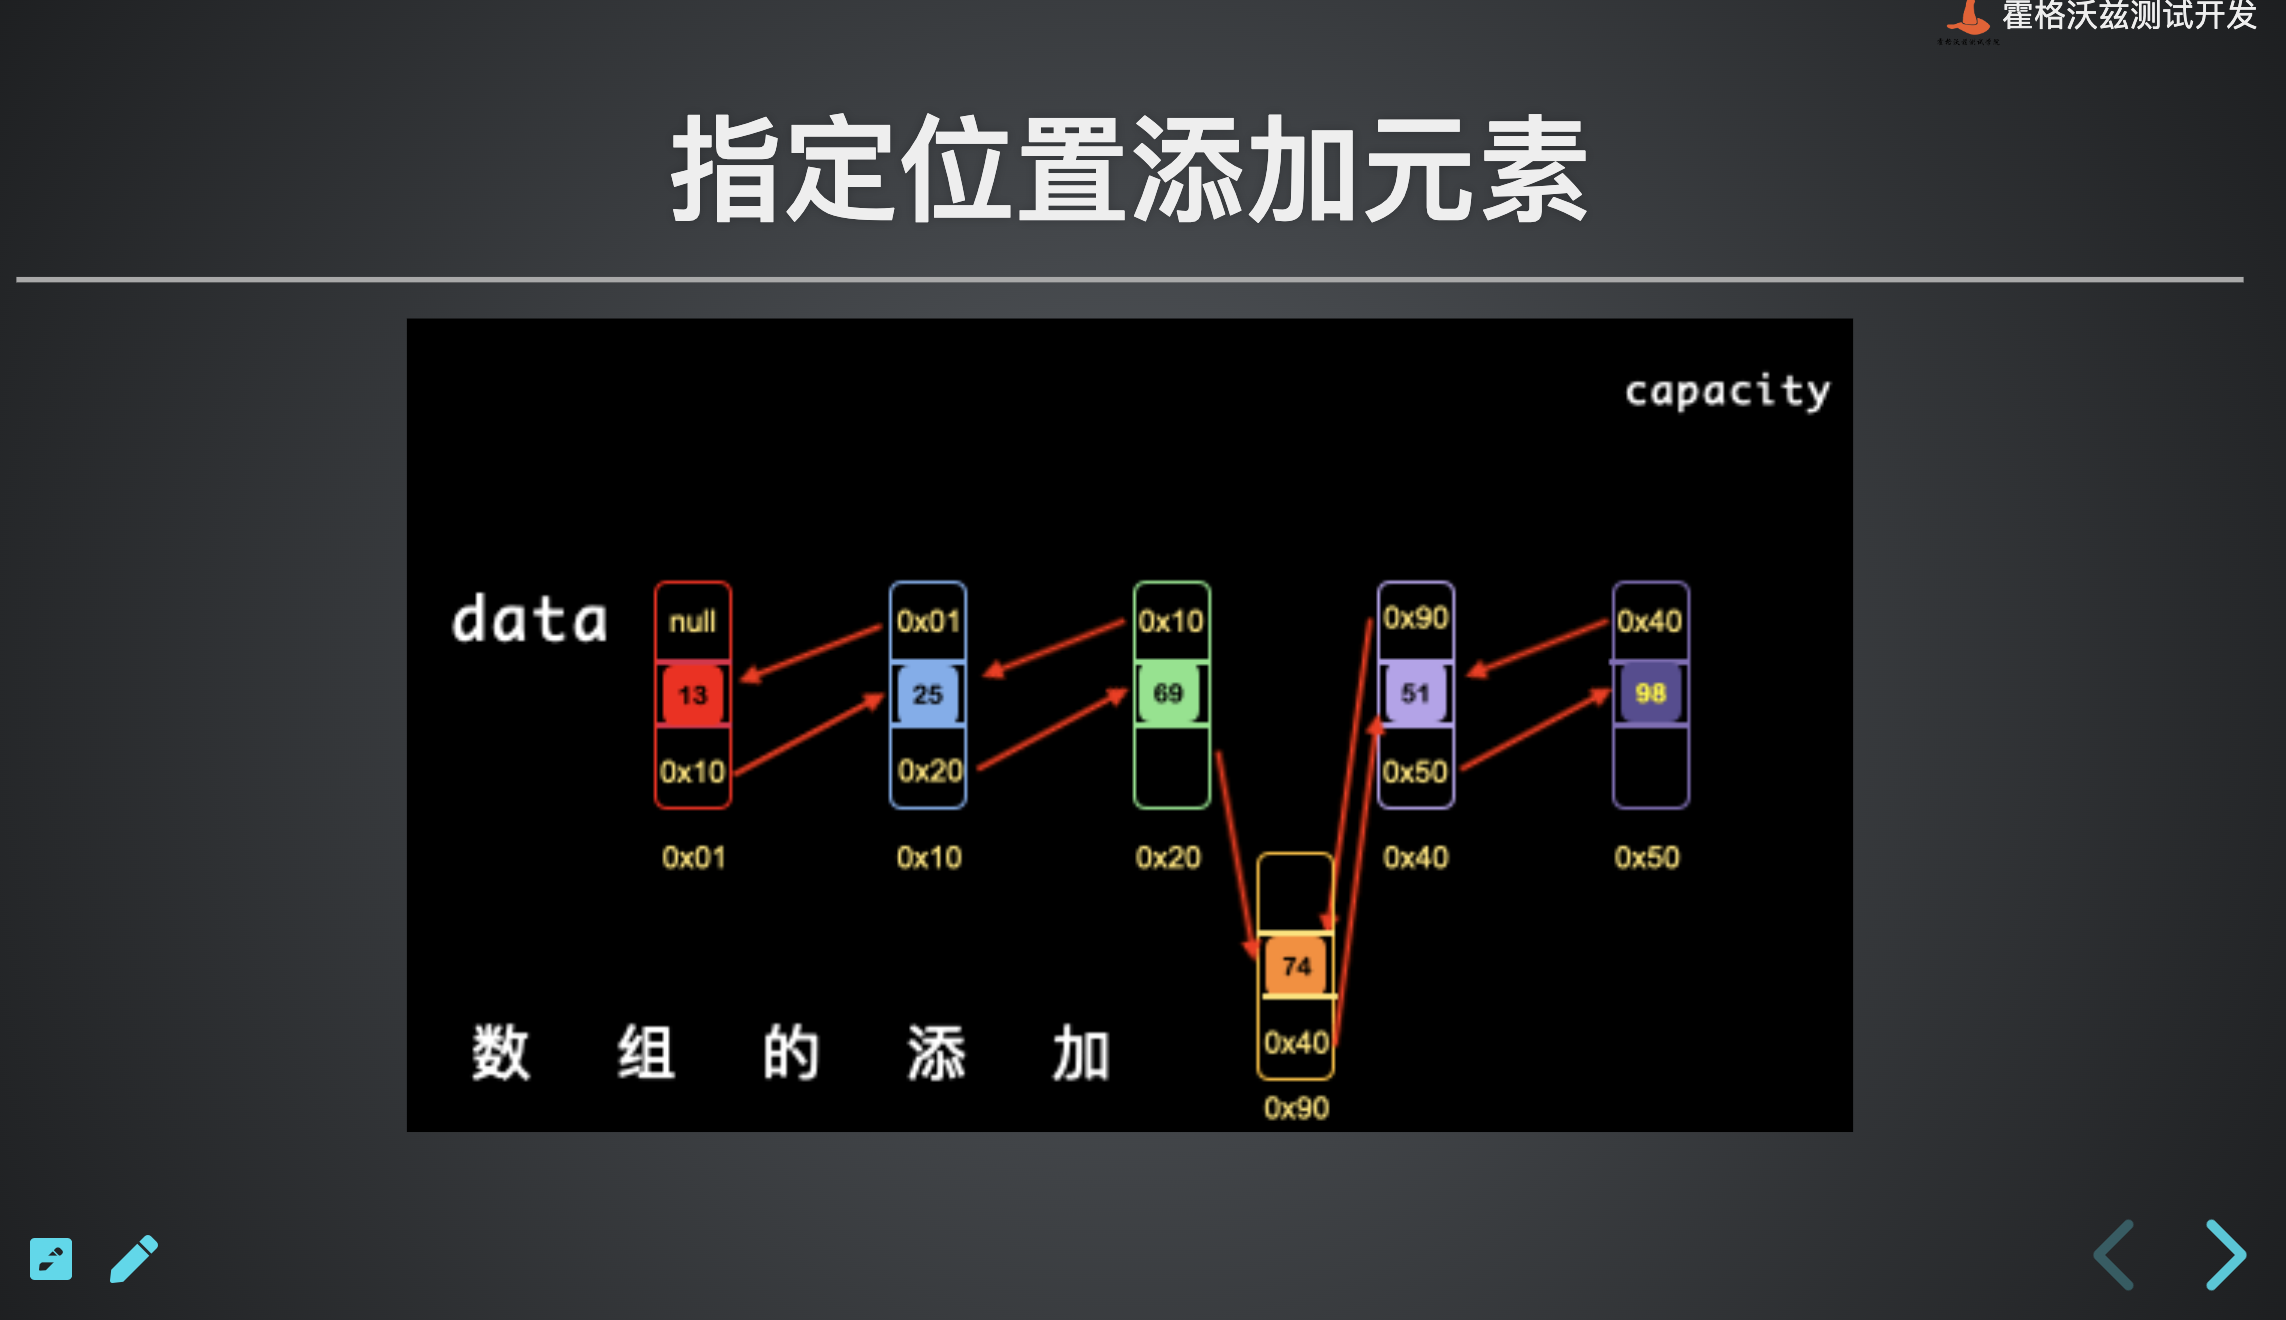 霍格沃兹测试开发
指定位置添加元素
capacity
data
null 0x01 0x10 0x90 0x40
13 25 69 51 98
0x10 0x20 0x50
0x01 0x10 0x20 0x40 0x50
74
数 组 的 添 加
0x40
0x90